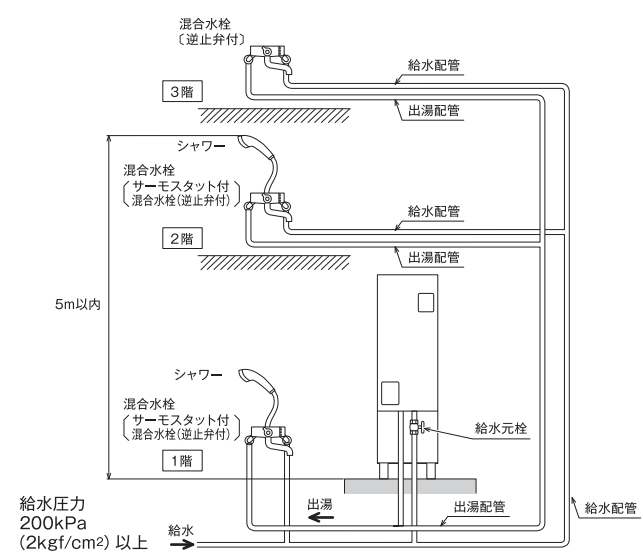 混合水栓
〔逆止弁付〕
給水配管
3階
出湯配管
シャワー
混合水栓
サーモスタット付
混合水栓(逆止弁付)
給水配管
2階
出湯配管
5m以内
シャワー
混合水栓
サーモスタット付
混合水栓(逆止弁付)
給水元栓
1階
給水圧力
200kPa
(2kgf/cm2) 以上
給水
出湯
出湯配管
給水配管